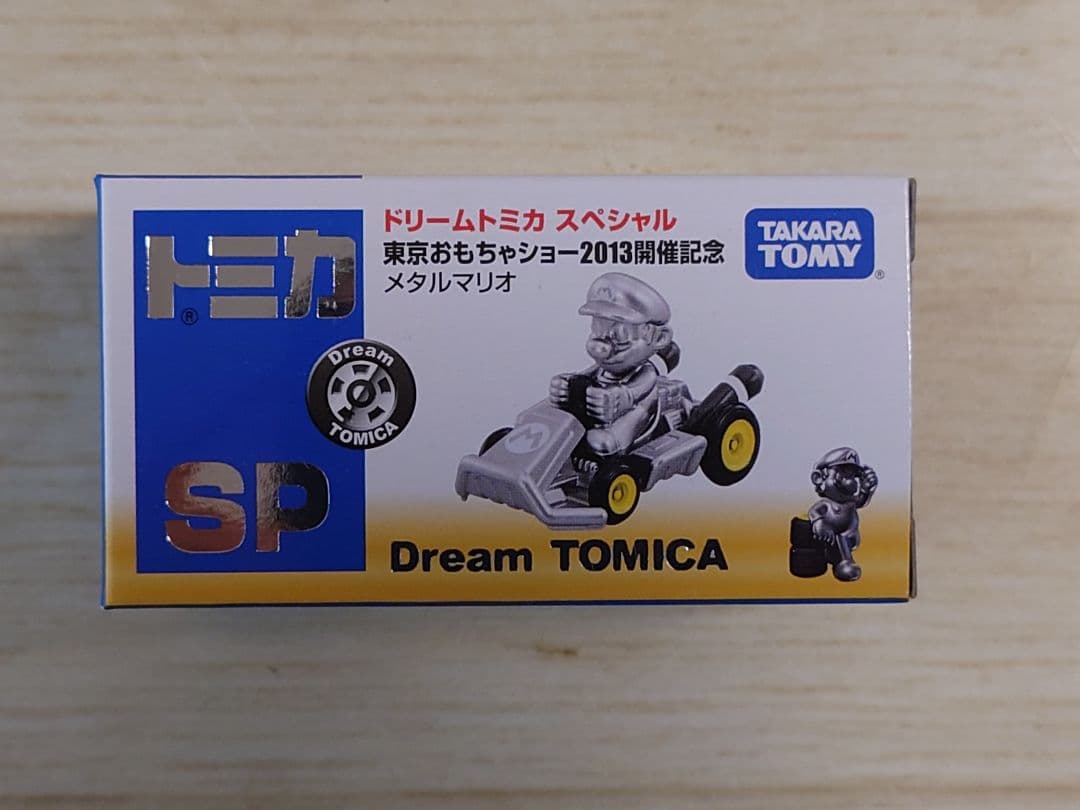 トミカ
®
ドリームトミカ スペシャル
東京おもちゃショー2013開催記念
メタルマリオ
TAKARA
TOMY
®
Dream
TOMICA
M
M
SP
Dream TOMICA
M